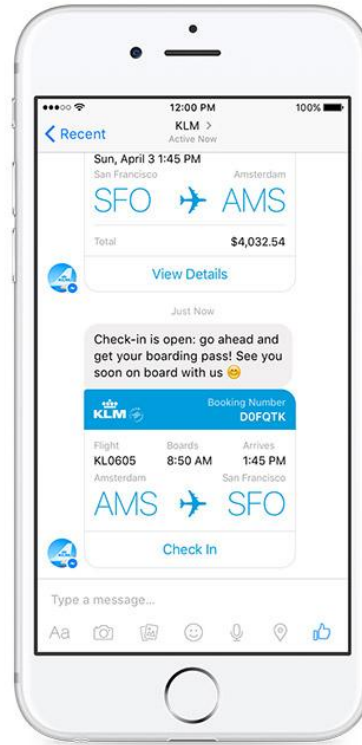 12:00 PM
100%
Recent
KLM >
Active Now
Sun, April 3 1:45 PM
San Francisco Amsterdam
SFO AMS
Total $4,032.54
View Details
Just Now
Check-in is open: go ahead and
get your boarding pass! See you
soon on board with us 😊
KLM
Booking Number
D0FQTK
Flight Boards Arrives
KL0605 8:50 AM 1:45 PM
Amsterdam San Francisco
AMS SFO
Check In
Type a message...
Aa